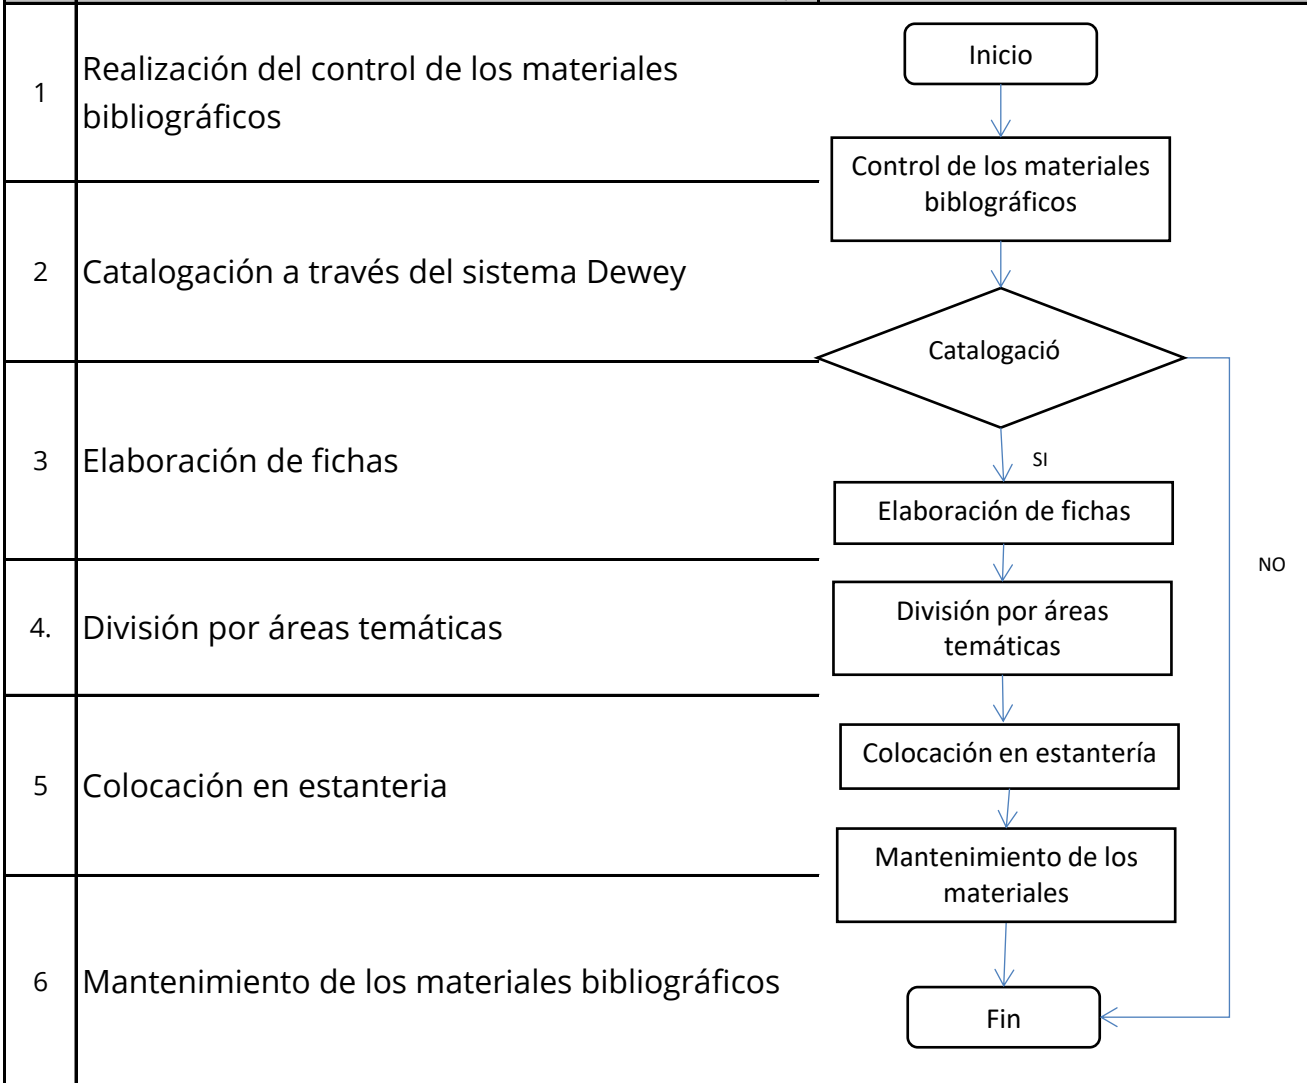 1
Realización del control de los materiales
bibliográficos
2
Catalogación a través del sistema Dewey
3
Elaboración de fichas
4.
División por áreas temáticas
5
Colocación en estanteria
6
Mantenimiento de los materiales bibliográficos
Inicio
Control de los materiales
biblográficos
Catalogació
SI
NO
Elaboración de fichas
División por áreas
temáticas
Colocación en estantería
Mantenimiento de los
materiales
Fin